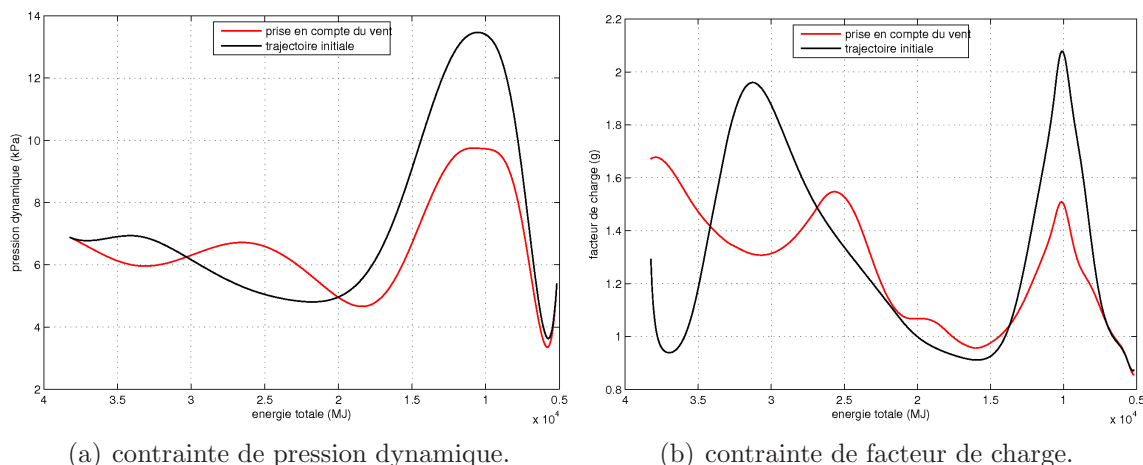 14
12
10
8
6
4
2
pression dynamique (kPa)
prise en compte du vent
trajectoire initiale
4
3.5
3
2.5
2
1.5
1
0.5
energie totale (MJ)
x 10⁴
(a) contrainte de pression dynamique.
2.2
2
1.8
1.6
1.4
1.2
1
0.8
facteur de charge (g)
prise en compte du vent
trajectoire initiale
4
3.5
3
2.5
2
1.5
1
0.5
energie totale (MJ)
x 10⁴
(b) contrainte de facteur de charge.